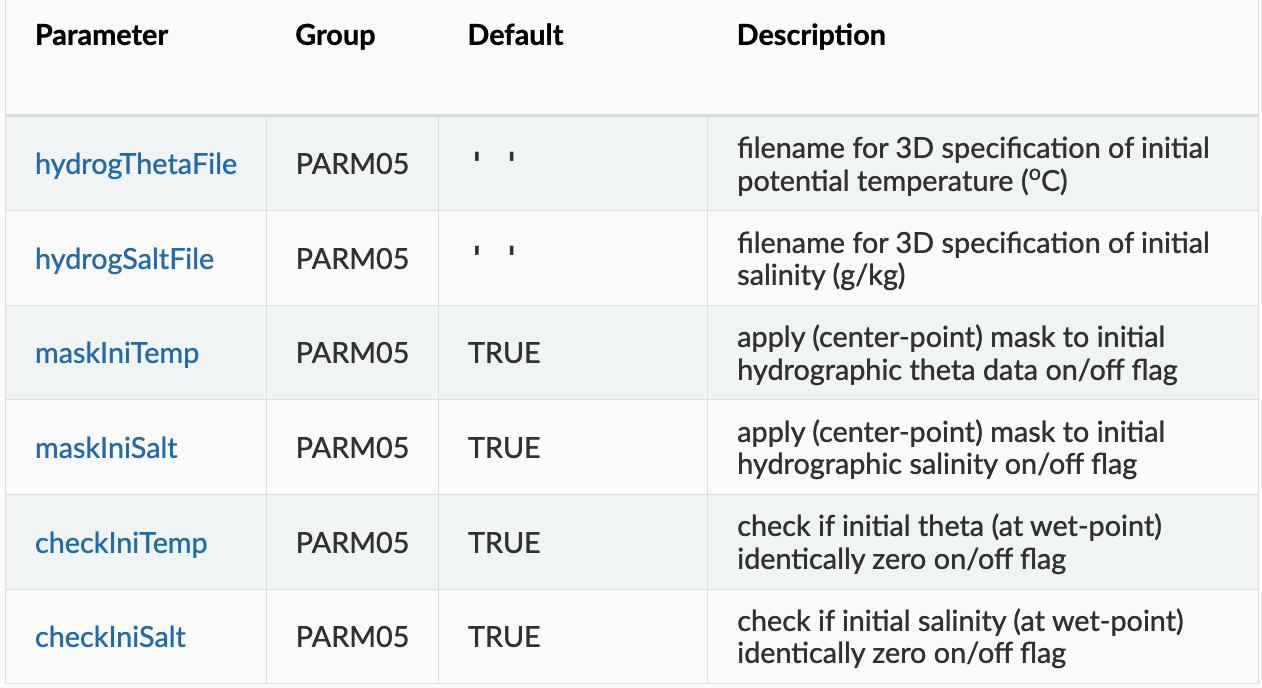 Parameter Group Default Description
hydrogThetaFile PARM05 ' ' filename for 3D specification of initial
potential temperature (ºC)
hydrogSaltFile PARM05 ' ' filename for 3D specification of initial
salinity (g/kg)
maskIniTemp PARM05 TRUE apply (center-point) mask to initial
hydrographic theta data on/off flag
maskIniSalt PARM05 TRUE apply (center-point) mask to initial
hydrographic salinity on/off flag
checkIniTemp PARM05 TRUE check if initial theta (at wet-point)
identically zero on/off flag
checkIniSalt PARM05 TRUE check if initial salinity (at wet-point)
identically zero on/off flag